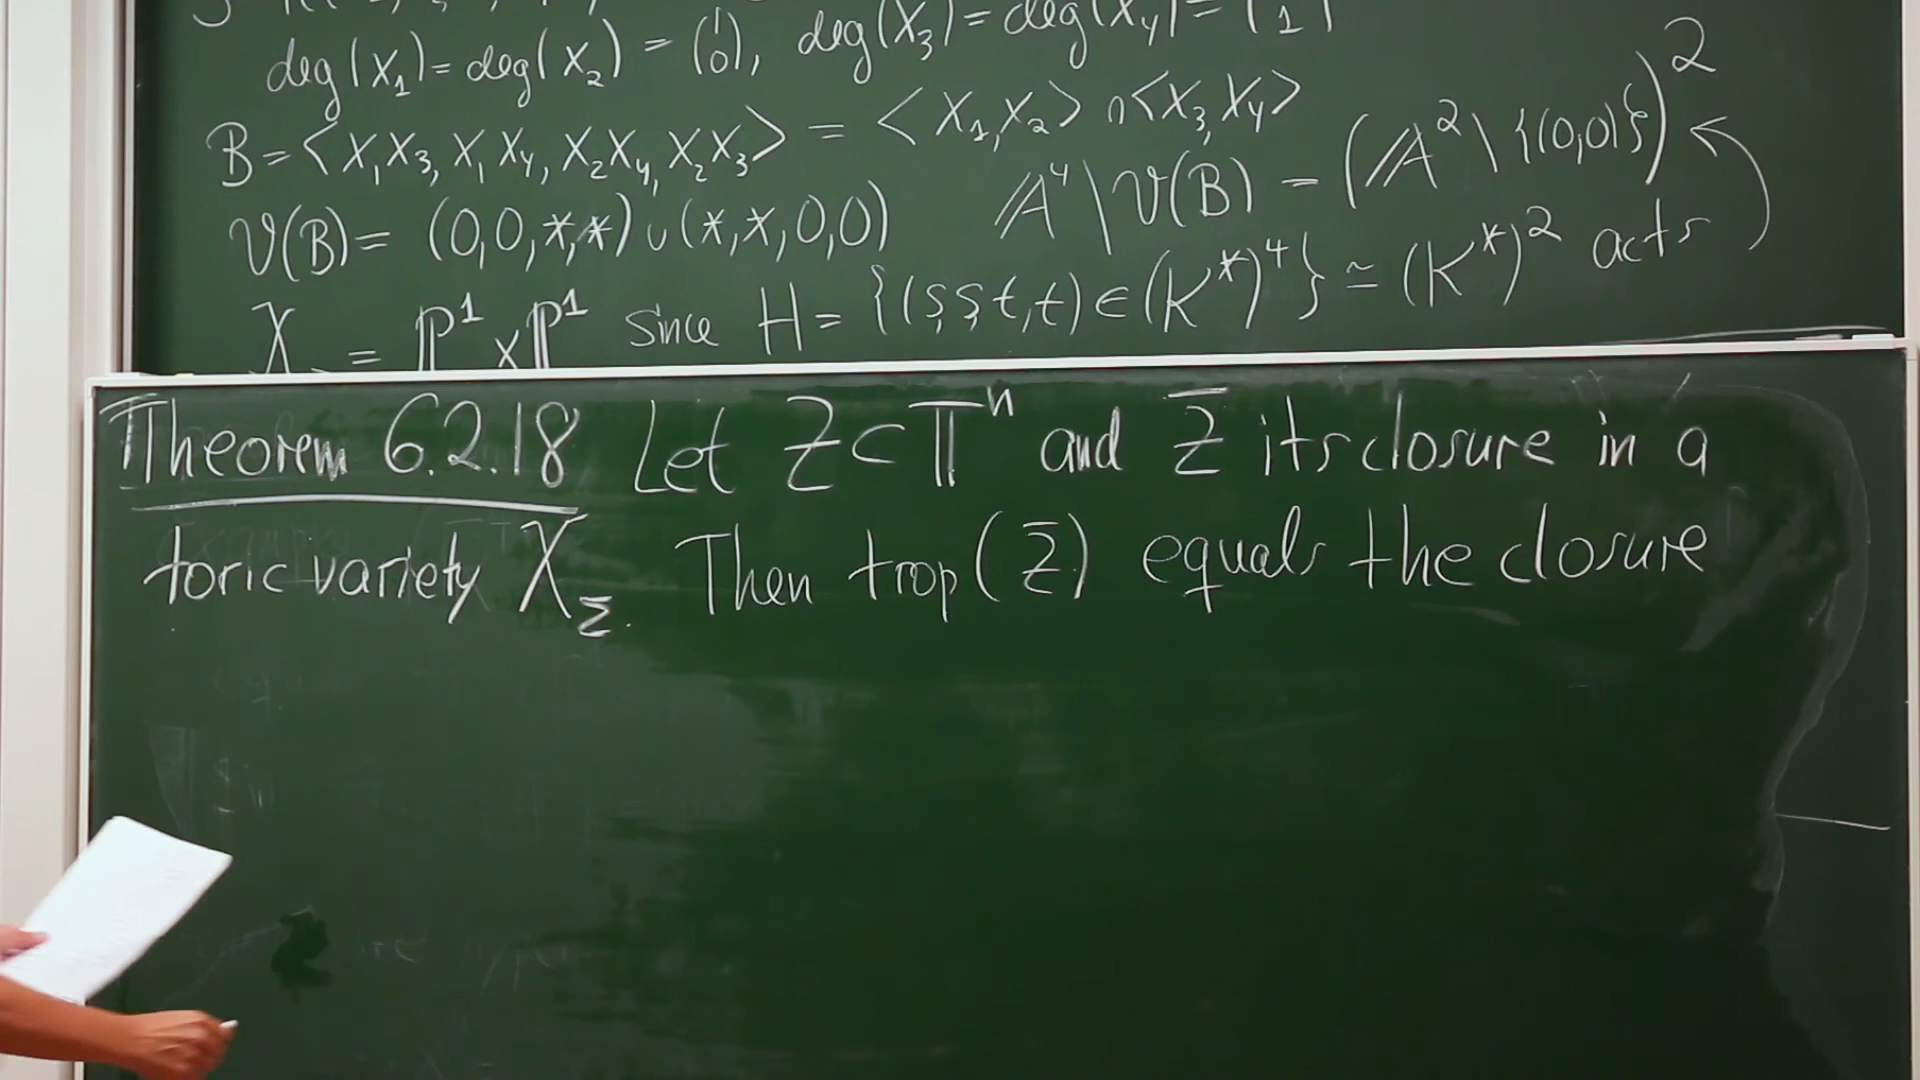 deg(X₁) = deg(X₂) = (1 0), deg(X₃) = deg(X₄) = ( 1 )
B = <X₁X₃, X₁X₄, X₂X₄, X₂X₃> = <X₁,X₂> ∩ <X₃,X₄>
V(B) = (0,0,*,*) ∪ (*,*,0,0) A⁴ \ V(B) = (A² \ {(0,0)})²
X = P¹ × P¹ since H = {(s,s,t,t) ∈ (K*)⁴} ≃ (K*)² acts
Theorem 6.2.18 Let Z ⊂ Tⁿ and Z̄ its closure in a
toric variety X_Σ. Then trop(Z̄) equals the closure